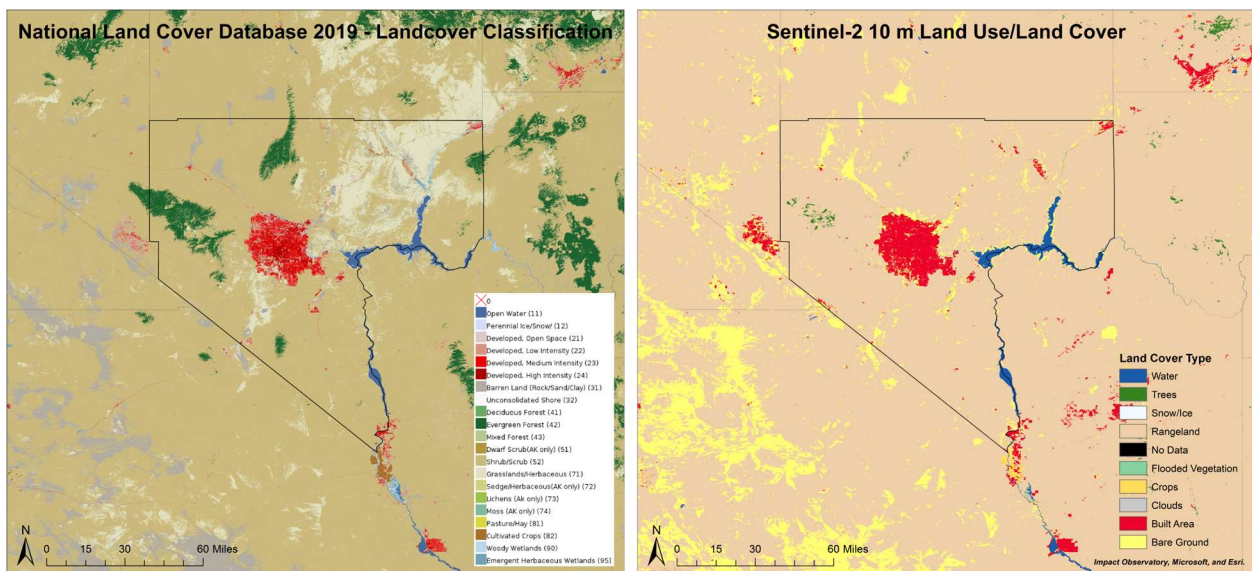 National Land Cover Database 2019 - Landcover Classification
0
Open Water (11)
Perennial Ice/Snow/ (12)
Developed, Open Space (21)
Developed, Low Intensity (22)
Developed, Medium Intensity (23)
Developed, High Intensity (24)
Barren Land (Rock/Sand/Clay) (31)
Unconsolidated Shore (32)
Deciduous Forest (41)
Evergreen Forest (42)
Mixed Forest (43)
Dwarf Scrub(AK only) (51)
Shrub/Scrub (52)
Grasslands/Herbaceous (71)
Sedge/Herbaceous(AK only) (72)
Lichens (Ak only) (73)
Moss (AK only) (74)
Pasture/Hay (81)
Cultivated Crops (82)
Woody Wetlands (90)
Emergent Herbaceous Wetlands (95)
N
0 15 30 60 Miles
Sentinel-2 10 m Land Use/Land Cover
Land Cover Type
Water
Trees
Snow/Ice
Rangeland
No Data
Flooded Vegetation
Crops
Clouds
Built Area
Bare Ground
N
0 15 30 60 Miles
Impact Observatory, Microsoft, and Esri.